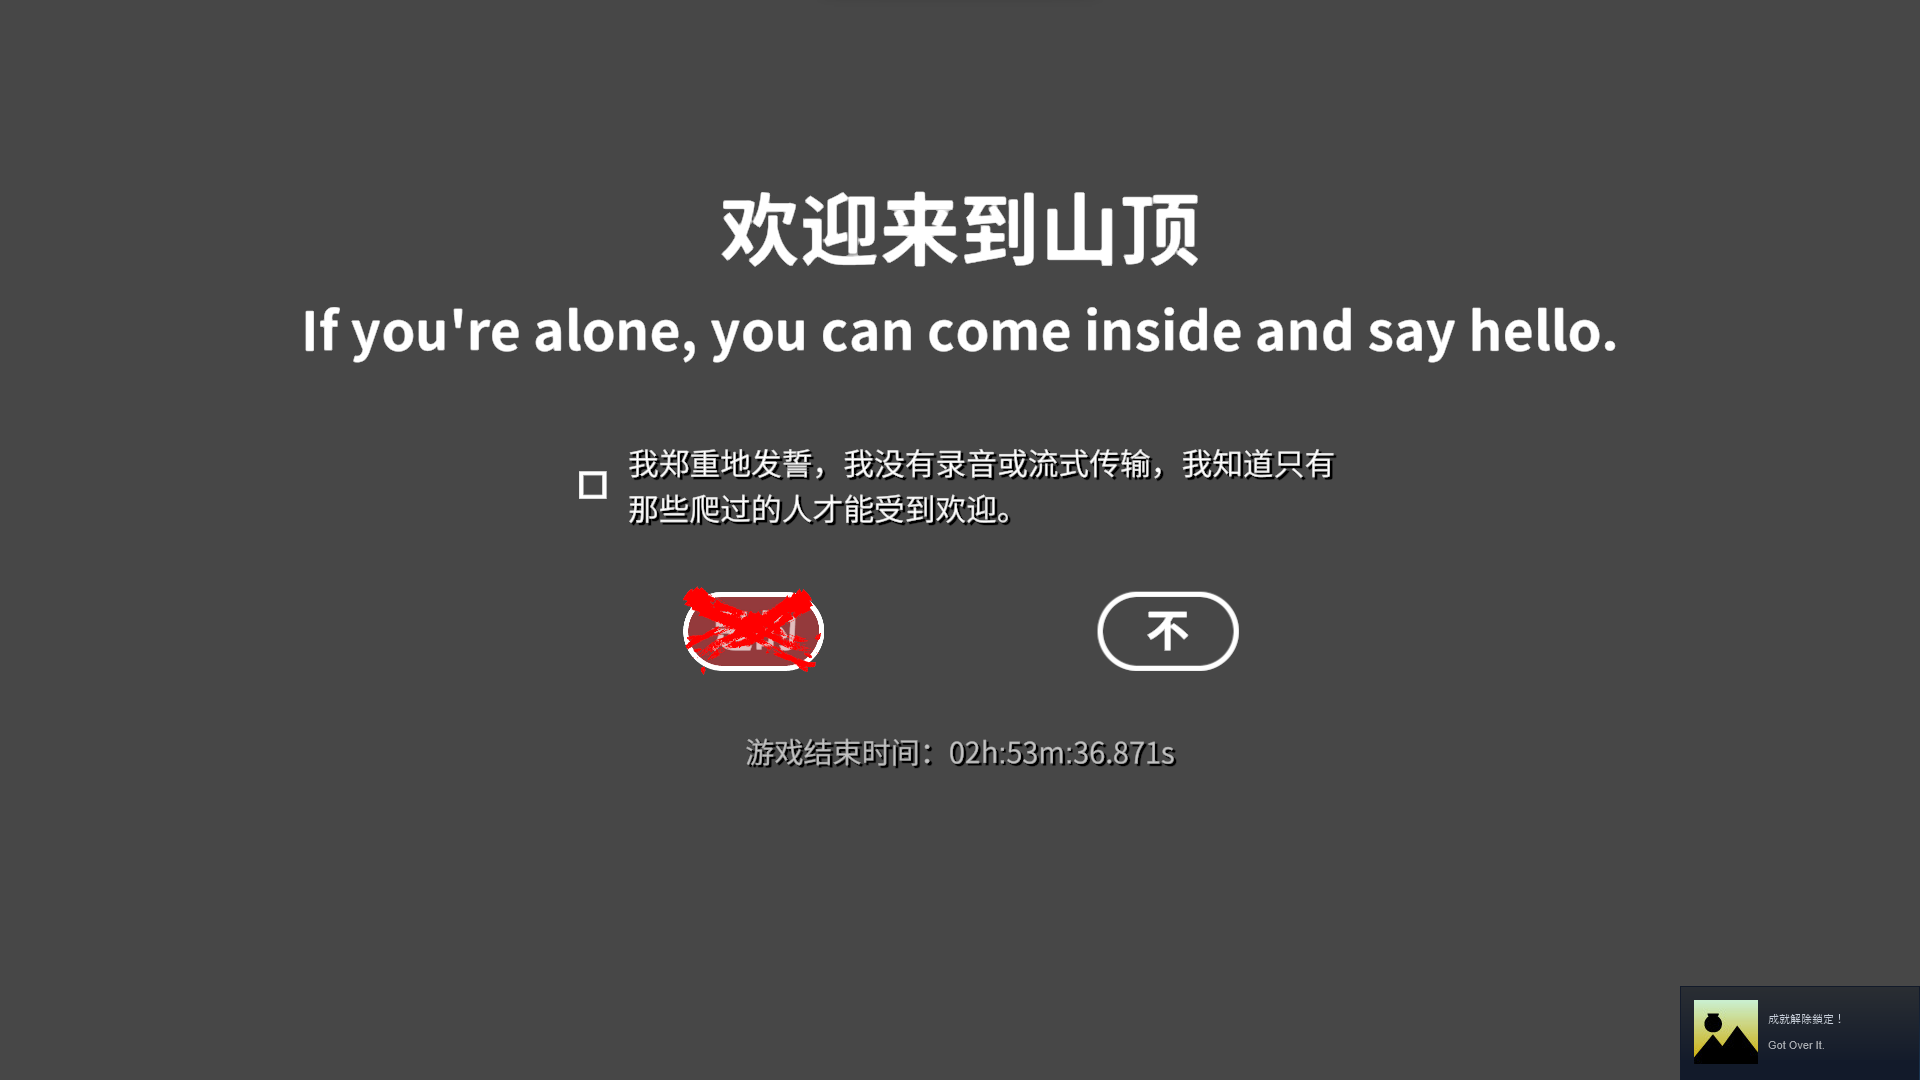 欢迎来到山顶
If you're alone, you can come inside and say hello.
我郑重地发誓，我没有录音或流式传输，我知道只有
那些爬过的人才能受到欢迎。
不
游戏结束时间：02h:53m:36.871s
成就解除鎖定！
Got Over It.